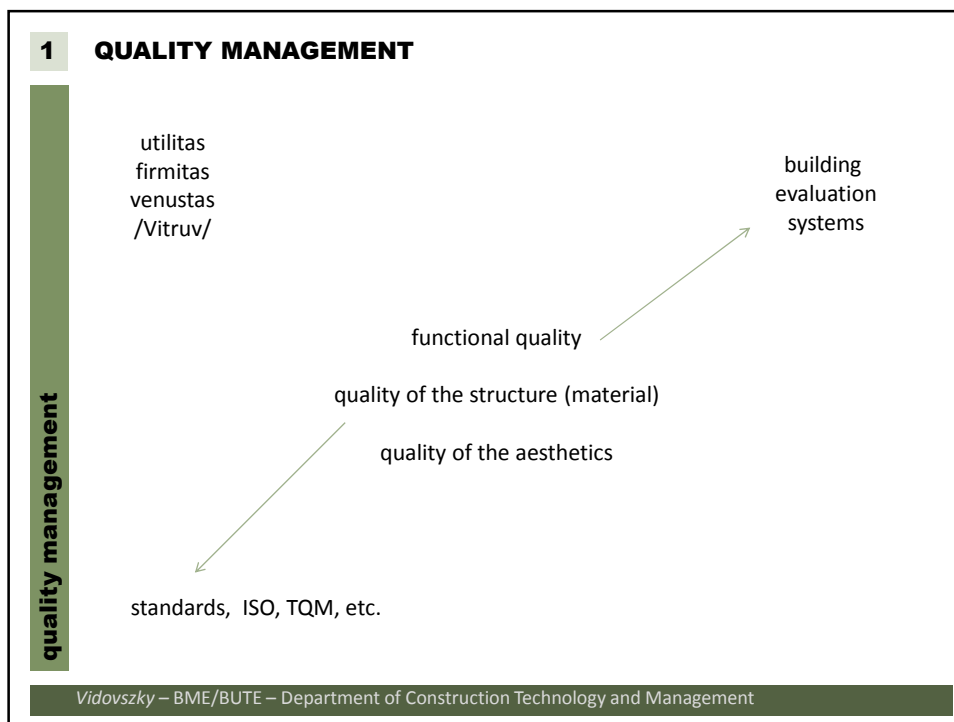 1 QUALITY MANAGEMENT
utilitas
firmitas
venustas
/Vitruv/
building
evaluation
systems
functional quality
quality of the structure (material)
quality of the aesthetics
standards, ISO, TQM, etc.
quality management
Vidovszky – BME/BUTE – Department of Construction Technology and Management